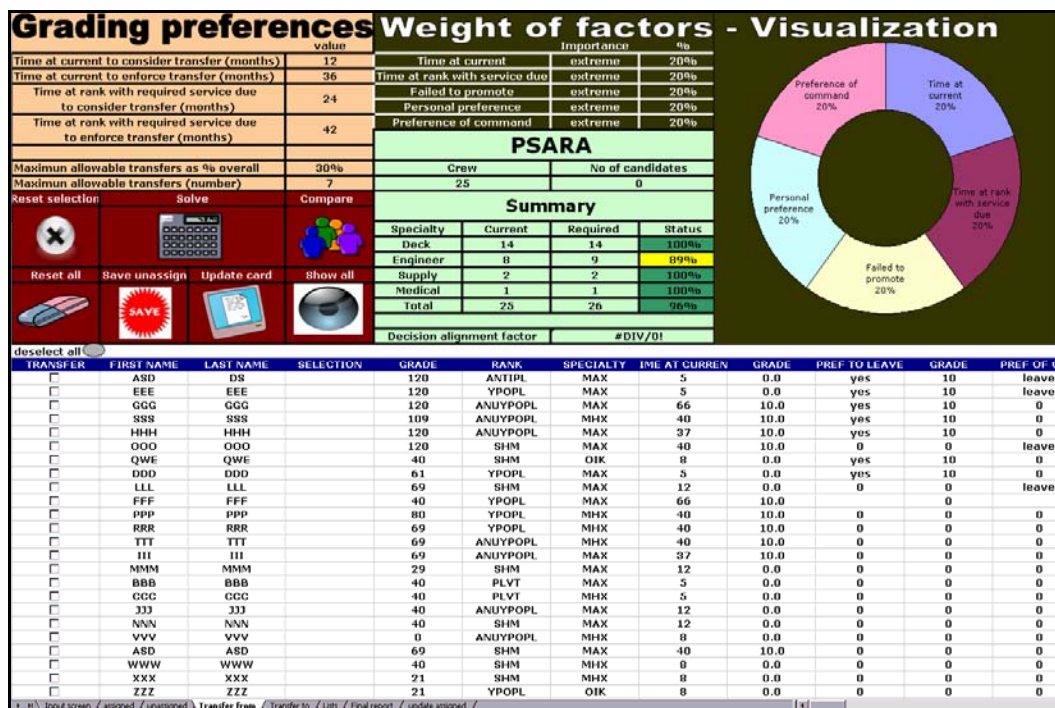 Grading preferences
value
Time at current to consider transfer (months) 12
Time at current to enforce transfer (months) 36
Time at rank with required service due
to consider transfer (months) 24
Time at rank with required service due
to enforce transfer (months) 42
Maximun allowable transfers as % overall 30%
Maximun allowable transfers (number) 7
Reset selection Solve Compare
Reset all Save unassign Update card Show all
SAVE
Weight of factors - Visualization
Importance %
Time at current extreme 20%
Time at rank with service due extreme 20%
Failed to promote extreme 20%
Personal preference extreme 20%
Preference of command extreme 20%
PSARA
Crew No of candidates
25 0
Summary
Specialty Current Required Status
Deck 14 14 100%
Engineer 8 9 89%
Supply 2 2 100%
Medical 1 1 100%
Total 25 26 96%
Decision alignment factor #DIV/0!
Preference of
command
20%
Time at
current
20%
Personal
preference
20%
Time at rank
with service
due
20%
Failed to
promote
20%
deselect all
TRANSFER FIRST NAME LAST NAME SELECTION GRADE RANK SPECIALTY IME AT CURREN GRADE PREF TO LEAVE GRADE PREF OF
ASD DS 120 ANTIPL MAX 5 0.0 yes 10 leave
EEE EEE 120 YPOPL MAX 5 0.0 yes 10 leave
GGG GGG 120 ANUYPOPL MAX 66 10.0 yes 10 0
SSS SSS 109 ANUYPOPL MHX 40 10.0 yes 10 0
HHH HHH 120 ANUYPOPL MAX 37 10.0 yes 10 0
OOO OOO 120 SHM MAX 40 10.0 0 0 leave
QWE QWE 40 SHM OIK 8 0.0 yes 10 0
DDD DDD 61 YPOPL MAX 5 0.0 yes 10 0
LLL LLL 69 SHM MAX 12 0.0 0 0 leave
FFF FFF 40 YPOPL MAX 66 10.0 0
PPP PPP 80 YPOPL MHX 40 10.0 0 0 0
RRR RRR 69 YPOPL MHX 40 10.0 0 0 0
TTT TTT 69 ANUYPOPL MHX 40 10.0 0 0 0
III III 69 ANUYPOPL MAX 37 10.0 0 0 0
MMM MMM 29 SHM MAX 12 0.0 0 0 0
BBB BBB 40 PLVT MAX 5 0.0 0 0 0
CCC CCC 40 PLVT MHX 5 0.0 0 0 0
JJJ JJJ 40 ANUYPOPL MAX 12 0.0 0 0 0
NNN NNN 40 SHM MAX 12 0.0 0 0 0
VVV VVV 0 ANUYPOPL MHX 8 0.0 0 0 0
ASD ASD 69 SHM MAX 40 10.0 0 0 0
WWW WWW 40 SHM MHX 8 0.0 0 0 0
XXX XXX 21 SHM MHX 8 0.0 0 0 0
ZZZ ZZZ 21 YPOPL OIK 8 0.0 0 0 0
Input screen / assigned / unassigned \ Transfer from / Transfer to / Lists / Final report / update assigned /